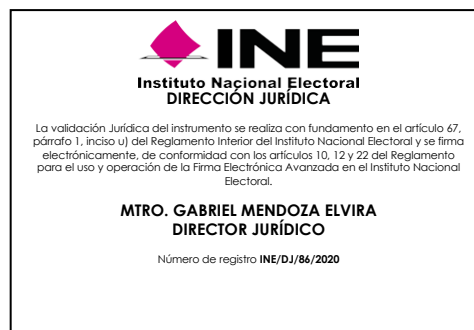 INE
Instituto Nacional Electoral
DIRECCIÓN JURÍDICA
La validación Jurídica del instrumento se realiza con fundamento en el artículo 67,
párrafo 1, inciso u) del Reglamento Interior del Instituto Nacional Electoral y se firma
electrónicamente, de conformidad con los artículos 10, 12 y 22 del Reglamento
para el uso y operación de la Firma Electrónica Avanzada en el Instituto Nacional
Electoral.
MTRO. GABRIEL MENDOZA ELVIRA
DIRECTOR JURÍDICO
Número de registro INE/DJ/86/2020